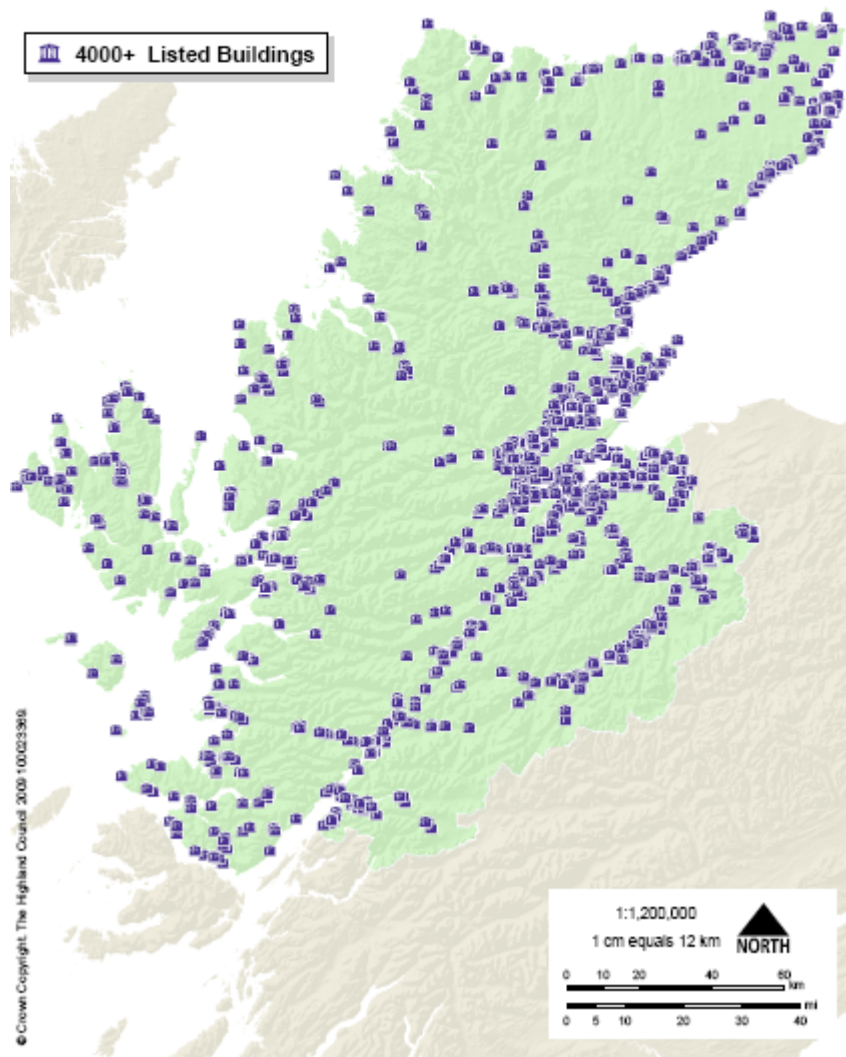 4000+ Listed Buildings
© Crown Copyright. The Highland Council 2009 100023369.
1:1,200,000
1 cm equals 12 km
NORTH
0 10 20 40 60
km
mi
0 5 10 20 30 40